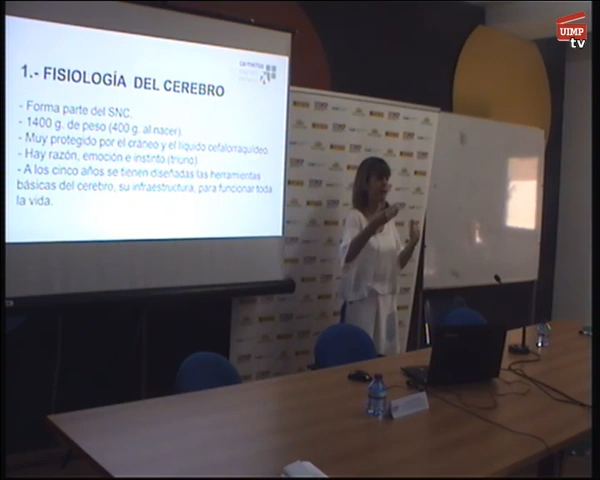 UIMP
tv
1.- FISIOLOGÍA DEL CEREBRO
- Forma parte del SNC.
- 1400 g. de peso (400 g. al nacer).
- Muy protegido por el cráneo y el líquido cefalorraquídeo.
- Hay razón, emoción e instinto (triuno).
- A los cinco años se tienen diseñadas las herramientas
básicas del cerebro, su infraestructura, para funcionar toda
la vida.